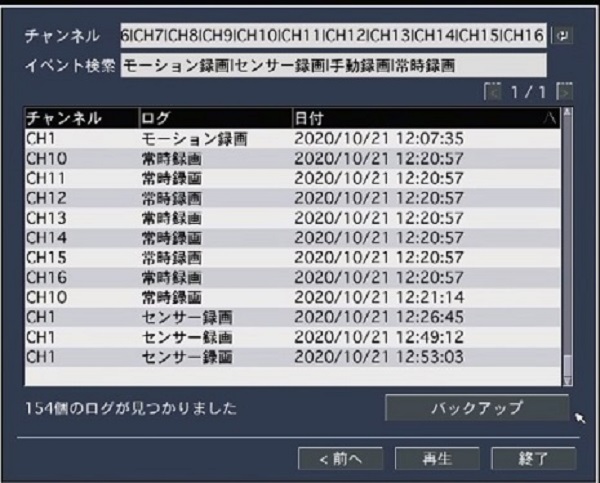 チャンネル 6|CH7|CH8|CH9|CH10|CH11|CH12|CH13|CH14|CH15|CH16
イベント検索 モーション録画|センサー録画|手動録画|常時録画
< 1 / 1 >
チャンネル ログ 日付
CH1 モーション録画 2020/10/21 12:07:35
CH10 常時録画 2020/10/21 12:20:57
CH11 常時録画 2020/10/21 12:20:57
CH12 常時録画 2020/10/21 12:20:57
CH13 常時録画 2020/10/21 12:20:57
CH14 常時録画 2020/10/21 12:20:57
CH15 常時録画 2020/10/21 12:20:57
CH16 常時録画 2020/10/21 12:20:57
CH10 常時録画 2020/10/21 12:21:14
CH1 センサー録画 2020/10/21 12:26:45
CH1 センサー録画 2020/10/21 12:49:12
CH1 センサー録画 2020/10/21 12:53:03
154個のログが見つかりました バックアップ
<前へ 再生 終了